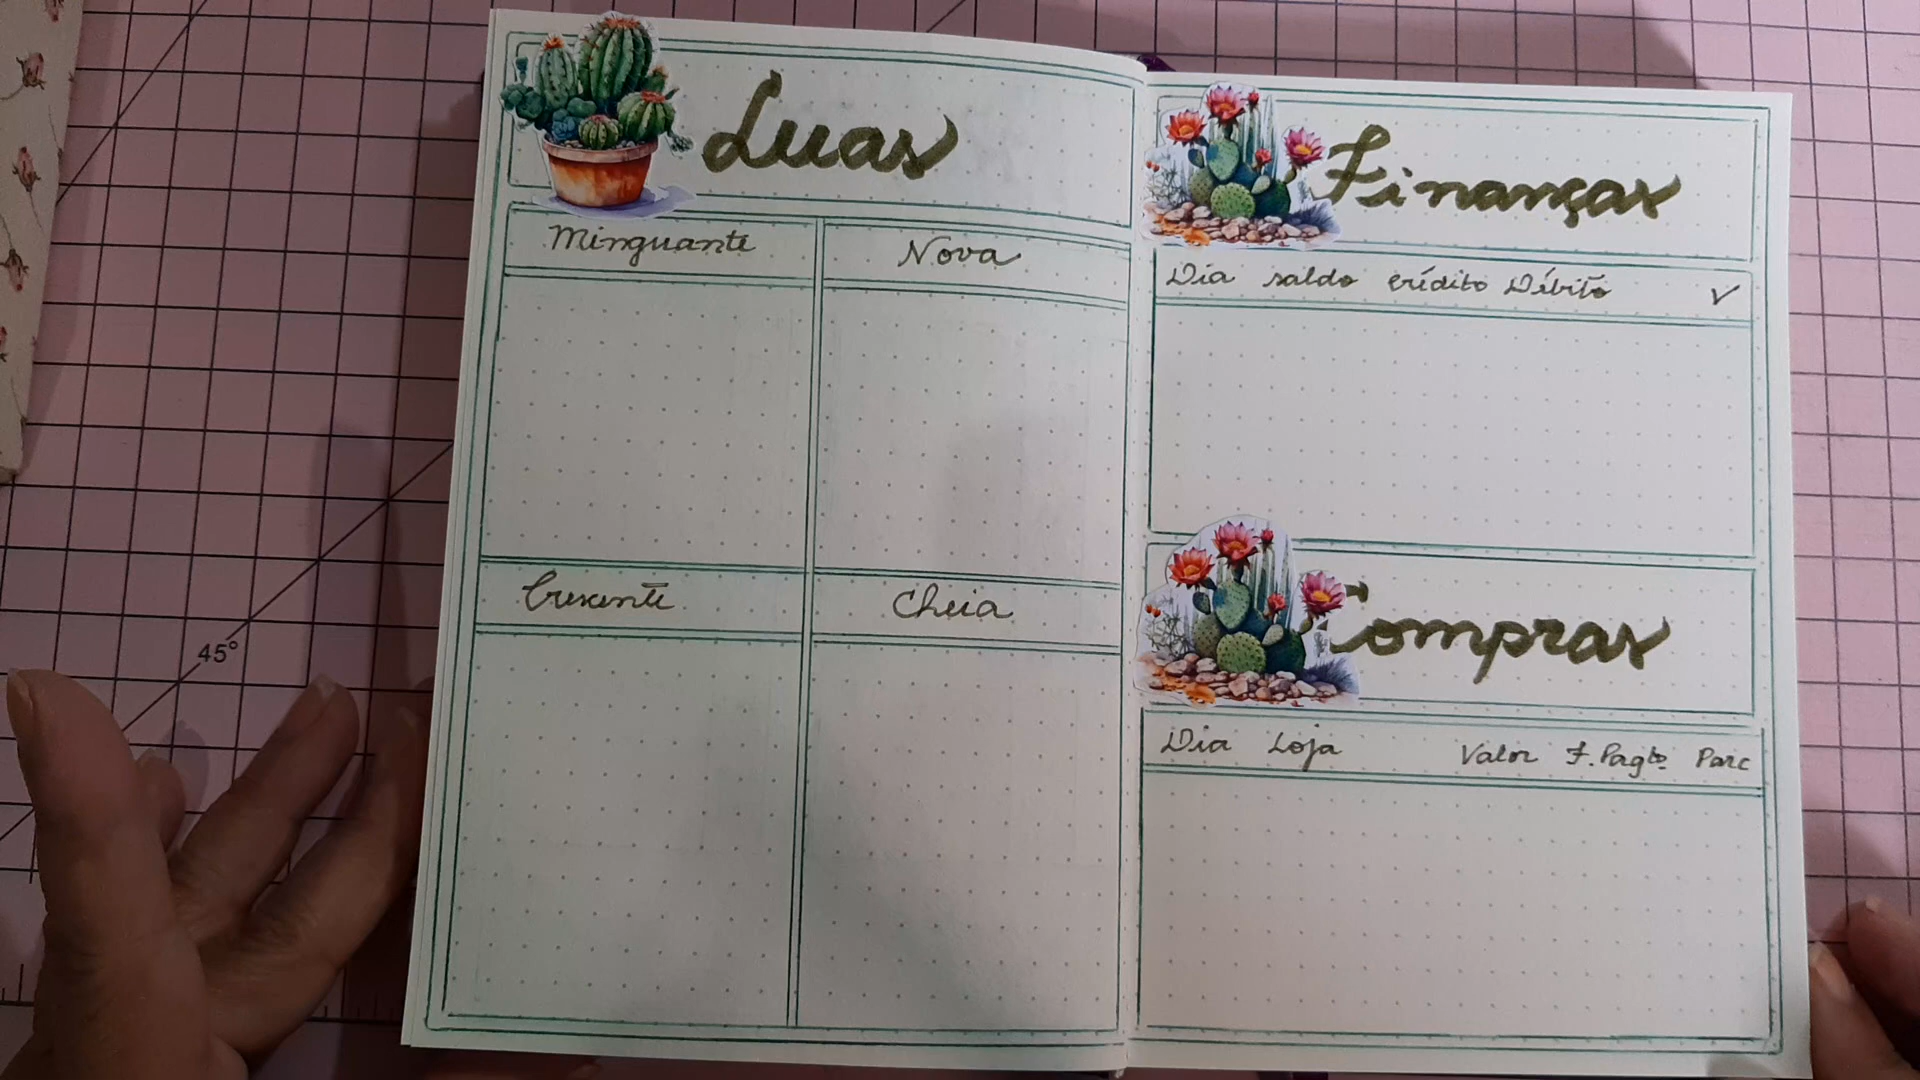 Luas
Minguante Nova
Crescente Cheia
Finanças
Dia saldo crédito Débito ✓
Compras
Dia Loja Valor F. Pagto Parc
45°